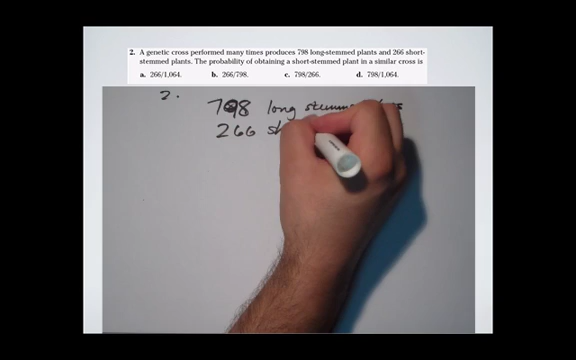 2. A genetic cross performed many times produces 798 long-stemmed plants and 266 short-
stemmed plants. The probability of obtaining a short-stemmed plant in a similar cross is
a. 266/1,064. b. 266/798. c. 798/266. d. 798/1,064.
2.
798 long
266 sh